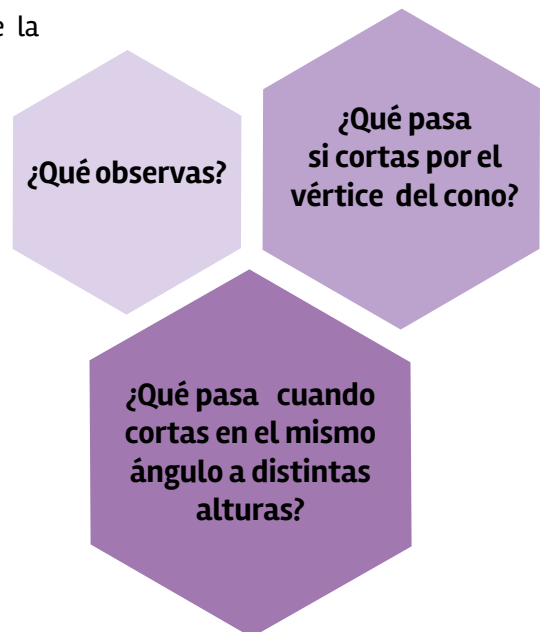 e la
¿Qué observas?
¿Qué pasa
si cortas por el
vértice del cono?
¿Qué pasa cuando
cortas en el mismo
ángulo a distintas
alturas?